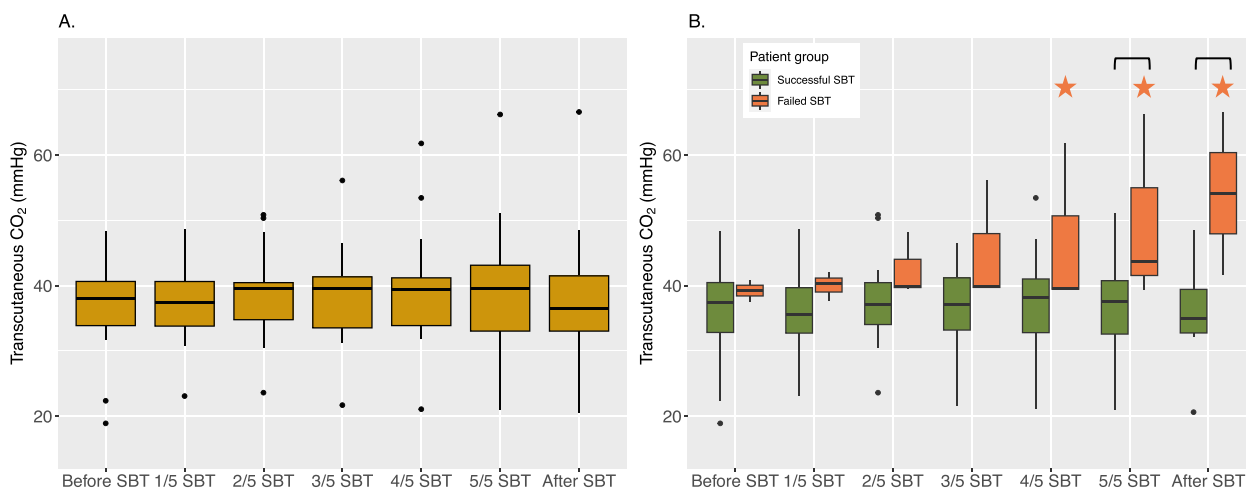 A.
Transcutaneous CO₂ (mmHg)
60
40
20
Before SBT 1/5 SBT 2/5 SBT 3/5 SBT 4/5 SBT 5/5 SBT After SBT
B.
Patient group
Successful SBT
Failed SBT
Transcutaneous CO₂ (mmHg)
60
40
20
Before SBT 1/5 SBT 2/5 SBT 3/5 SBT 4/5 SBT 5/5 SBT After SBT